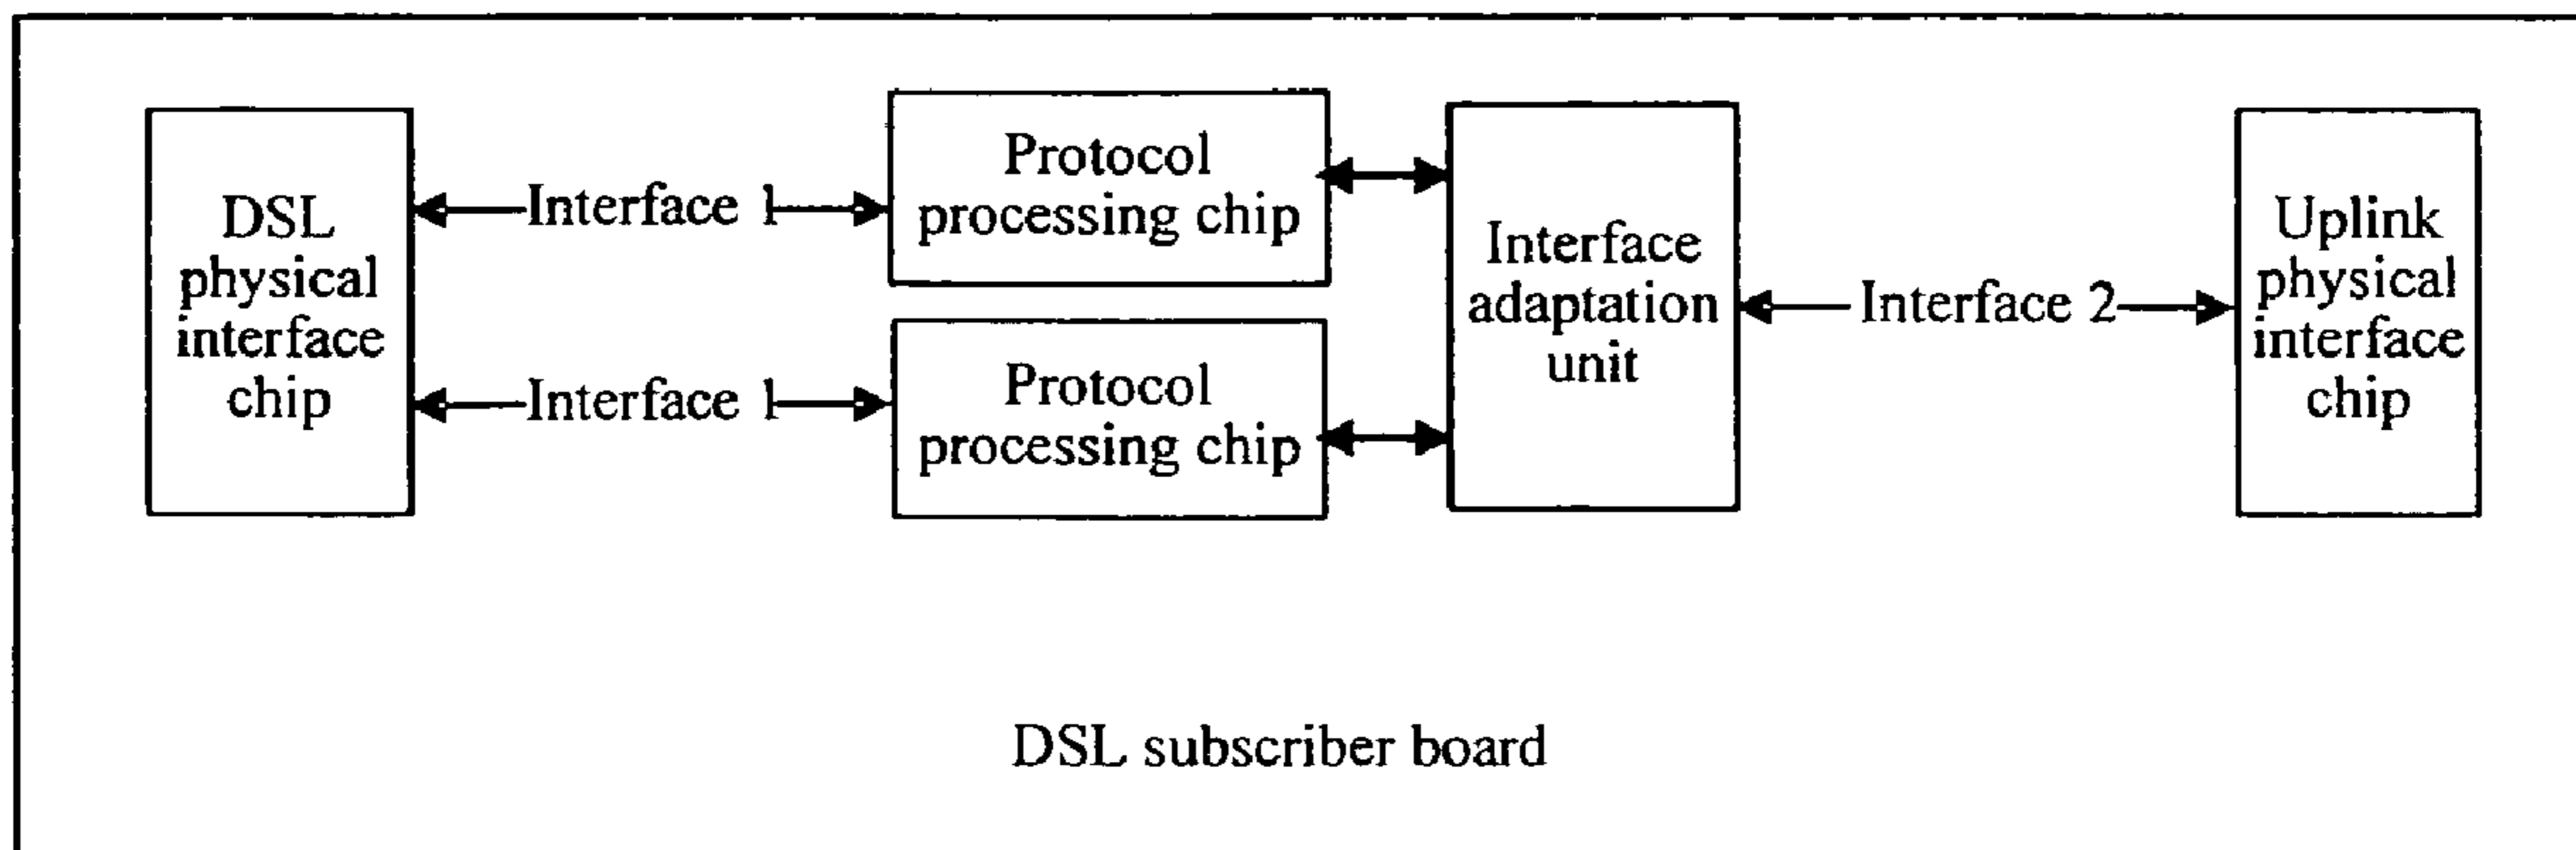 DSL
physical
interface
chip
Interface 1
Interface 1
Protocol
processing chip
Protocol
processing chip
Interface
adaptation
unit
Interface 2
Uplink
physical
interface
chip
DSL subscriber board